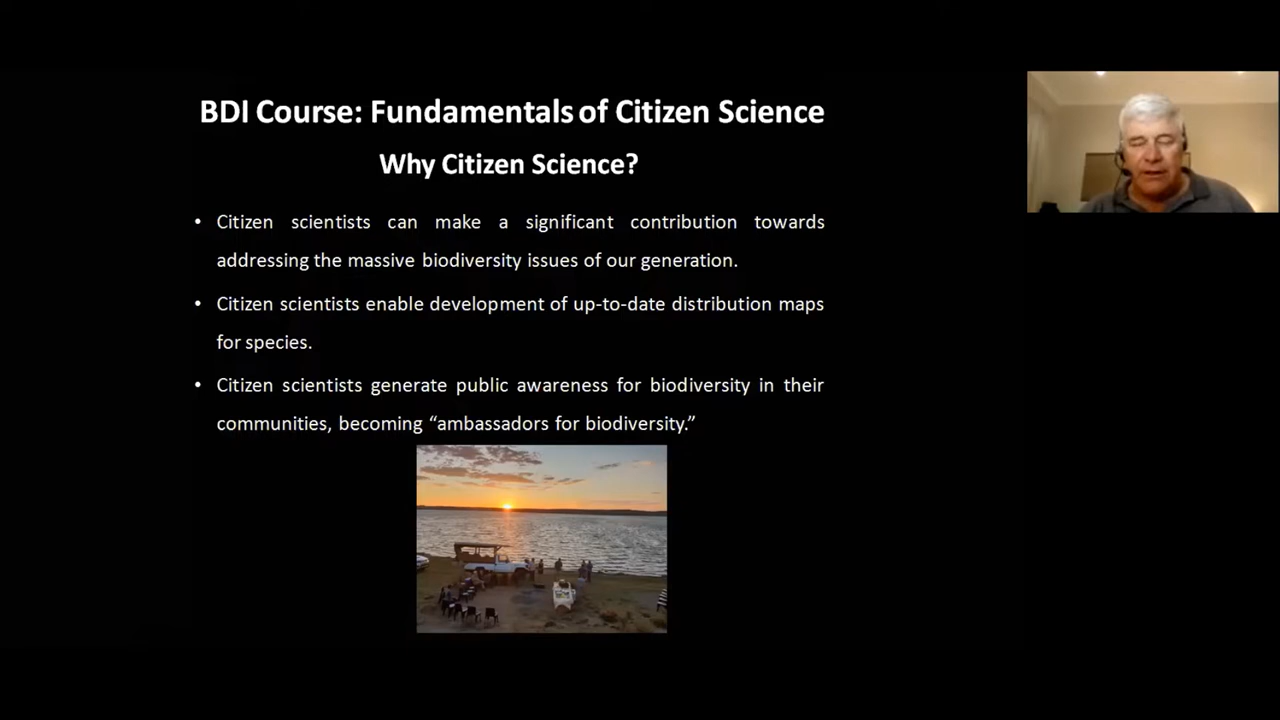 BDI Course: Fundamentals of Citizen Science
Why Citizen Science?
• Citizen scientists can make a significant contribution towards
addressing the massive biodiversity issues of our generation.
• Citizen scientists enable development of up-to-date distribution maps
for species.
• Citizen scientists generate public awareness for biodiversity in their
communities, becoming “ambassadors for biodiversity.”